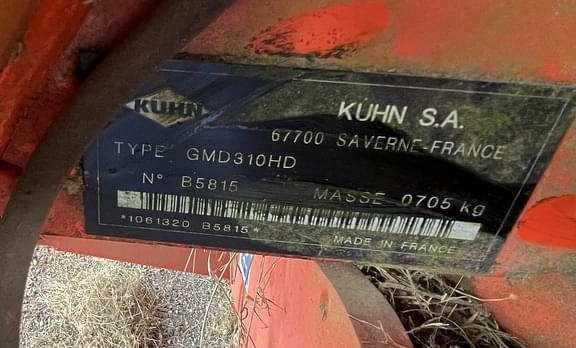 KUHN
KUHN S.A.
67700 SAVERNE-FRANCE
TYPE GMD310HD
N° B5815 MASSE 0705 kg
*1061320 B5815*
MADE IN FRANCE